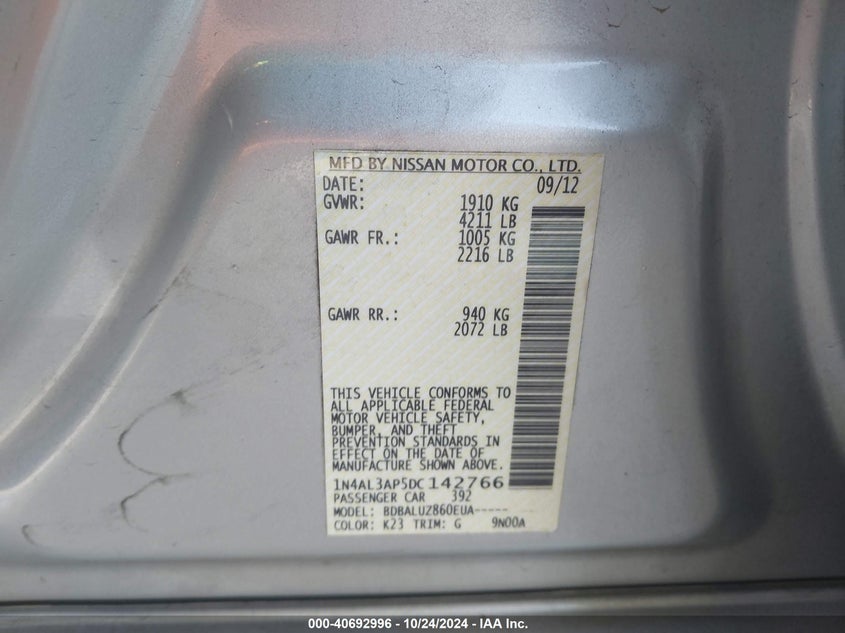 MFD BY NISSAN MOTOR CO., LTD.
DATE: 09/12
GVWR: 1910 KG
4211 LB
GAWR FR.: 1005 KG
2216 LB
GAWR RR.: 940 KG
2072 LB
THIS VEHICLE CONFORMS TO
ALL APPLICABLE FEDERAL
MOTOR VEHICLE SAFETY,
BUMPER, AND THEFT
PREVENTION STANDARDS IN
EFFECT ON THE DATE OF
MANUFACTURE SHOWN ABOVE.
1N4AL3AP5DC142766
PASSENGER CAR 392
MODEL: BDBALUZ860EUA-----
COLOR: K23 TRIM: G 9N00A
000-40692996 - 10/24/2024 - IAA Inc.